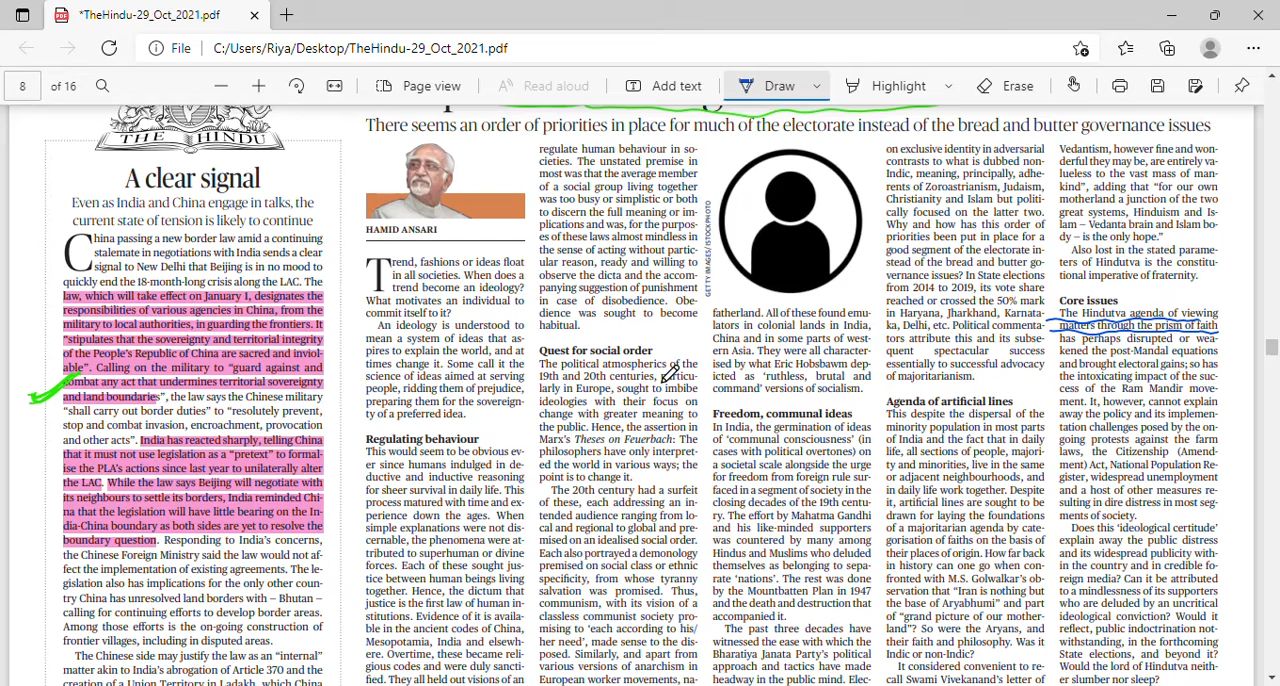 *TheHindu-29_Oct_2021.pdf
File
C:/Users/Riya/Desktop/TheHindu-29_Oct_2021.pdf
8 of 16
Page view
Read aloud
Add text
Draw
Highlight
Erase
THE HINDU
A clear signal
Even as India and China engage in talks, the
current state of tension is likely to continue
China passing a new border law amid a continuing
stalemate in negotiations with India sends a clear
signal to New Delhi that Beijing is in no mood to
quickly end the 18-month-long crisis along the LAC. The
law, which will take effect on January 1, designates the
responsibilities of various agencies in China, from the
military to local authorities, in guarding the frontiers. It
“stipulates that the sovereignty and territorial integrity
of the People’s Republic of China are sacred and inviol-
able”. Calling on the military to “guard against and
combat any act that undermines territorial sovereignty
and land boundaries”, the law says the Chinese military
“shall carry out border duties” to “resolutely prevent,
stop and combat invasion, encroachment, provocation
and other acts”. India has reacted sharply, telling China
that it must not use legislation as a “pretext” to formal-
ise the PLA’s actions since last year to unilaterally alter
the LAC. While the law says Beijing will negotiate with
its neighbours to settle its borders, India reminded Chi-
na that the legislation will have little bearing on the In-
dia-China boundary as both sides are yet to resolve the
boundary question. Responding to India’s concerns,
the Chinese Foreign Ministry said the law would not af-
fect the implementation of existing agreements. The le-
gislation also has implications for the only other coun-
try China has unresolved land borders with – Bhutan –
calling for continuing efforts to develop border areas.
Among those efforts is the on-going construction of
frontier villages, including in disputed areas.
The Chinese side may justify the law as an “internal”
matter akin to India’s abrogation of Article 370 and the
creation of a Union Territory in Ladakh, which China
There seems an order of priorities in place for much of the electorate instead of the bread and butter governance issues
HAMID ANSARI
Trend, fashions or ideas float
in all societies. When does a
trend become an ideology?
What motivates an individual to
commit itself to it?
An ideology is understood to
mean a system of ideas that as-
pires to explain the world, and at
times change it. Some call it the
science of ideas aimed at serving
people, ridding them of prejudice,
preparing them for the sovereign-
ty of a preferred idea.
Regulating behaviour
This would seem to be obvious ev-
er since humans indulged in de-
ductive and inductive reasoning
for sheer survival in daily life. This
process matured with time and ex-
perience down the ages. When
simple explanations were not dis-
cernable, the phenomena were at-
tributed to superhuman or divine
forces. Each of these sought jus-
tice between human beings living
together. Hence, the dictum that
justice is the first law of human in-
stitutions. Evidence of it is availa-
ble in the ancient codes of China,
Mesopotamia, India and elsewh-
ere. Overtime, these became reli-
gious codes and were duly sancti-
fied. They all held out visions of an
regulate human behaviour in so-
cieties. The unstated premise in
most was that the average member
of a social group living together
was too busy or simplistic or both
to discern the full meaning or im-
plications and was, for the purpos-
es of these laws almost mindless in
the sense of acting without partic-
ular reason, ready and willing to
observe the dicta and the accom-
panying suggestion of punishment
in case of disobedience. Obe-
dience was sought to become
habitual.
Quest for social order
The political atmospherics of the
19th and 20th centuries, particu-
larly in Europe, sought to imbue
ideologies with their focus on
change with greater meaning to
the public. Hence, the assertion in
Marx’s Theses on Feuerbach: The
philosophers have only interpret-
ed the world in various ways; the
point is to change it.
The 20th century had a surfeit
of these, each addressing an in-
tended audience ranging from lo-
cal and regional to global and pre-
mised on an idealised social order.
Each also portrayed a demonology
premised on social class or ethnic
specificity, from whose tyranny
salvation was promised. Thus,
communism, with its vision of a
classless communist society pro-
mising to ‘each according to his/
her need’, made sense to the dis-
posed. Similarly, and apart from
various versions of anarchism in
European worker movements, na-
GETTY IMAGES/ISTOCKPHOTO
fatherland. All of these found emu-
lators in colonial lands in India,
China and in some parts of west-
ern Asia. They were all character-
ised by what Eric Hobsbawm dep-
icted as ‘ruthless, brutal and
command’ versions of socialism.
Freedom, communal ideas
In India, the germination of ideas
of ‘communal consciousness’ (in
cases with political overtones) on
a societal scale alongside the urge
for freedom from foreign rule sur-
faced in a segment of society in the
closing decades of the 19th centu-
ry. The effort by Mahatma Gandhi
and his like-minded supporters
was countered by many among
Hindus and Muslims who deluded
themselves as belonging to sepa-
rate ‘nations’. The rest was done
by the Mountbatten Plan in 1947
and the death and destruction that
accompanied it.
The past three decades have
witnessed the ease with which the
Bharatiya Janata Party’s political
approach and tactics have made
headway in the public mind. Elec-
on exclusive identity in adversarial
contrasts to what is dubbed non-
Indic, meaning, principally, adhe-
rents of Zoroastrianism, Judaism,
Christianity and Islam but politi-
cally focused on the latter two.
Why and how has this order of
priorities been put in place for a
good segment of the electorate in-
stead of the bread and butter go-
vernance issues? In State elections
from 2014 to 2019, its vote share
reached or crossed the 50% mark
in Haryana, Jharkhand, Karnata-
ka, Delhi, etc. Political commenta-
tors attribute this and its subse-
quent spectacular success
essentially to successful advocacy
of majoritarianism.
Agenda of artificial lines
This despite the dispersal of the
minority population in most parts
of India and the fact that in daily
life, all sections of people, majori-
ty and minorities, live in the same
or adjacent neighbourhoods, and
in daily life work together. Despite
it, artificial lines are sought to be
drawn for laying the foundations
of a majoritarian agenda by cate-
gorisation of faiths on the basis of
their places of origin. How far back
in history can one go when con-
fronted with M.S. Golwalkar’s ob-
servation that “Iran is nothing but
the base of Aryabhumi” and part
of “grand picture of our mother-
land”? So were the Aryans, and
their faith and philosophy. Was it
Indic or non-Indic?
It considered convenient to re-
call Swami Vivekanand’s letter of
Vedantism, however fine and won-
derful they may be, are entirely va-
lueless to the vast mass of man-
kind”, adding that “for our own
motherland a junction of the two
great systems, Hinduism and Is-
lam – Vedanta brain and Islam bo-
dy – is the only hope.”
Also lost in the stated parame-
ters of Hindutva is the constitu-
tional imperative of fraternity.
Core issues
The Hindutva agenda of viewing
matters through the prism of faith
has perhaps disrupted or wea-
kened the post-Mandal equations
and brought electoral gains; so has
the intoxicating impact of the suc-
cess of the Ram Mandir move-
ment. It, however, cannot explain
away the policy and its implemen-
tation challenges posed by the on-
going protests against the farm
laws, the Citizenship (Amend-
ment) Act, National Population Re-
gister, widespread unemployment
and a host of other measures re-
sulting in dire distress in most seg-
ments of society.
Does this ‘ideological certitude’
explain away the public distress
and its widespread publicity with-
in the country and in credible fo-
reign media? Can it be attributed
to a mindlessness of its supporters
who are deluded by an uncritical
ideological conviction? Would it
reflect, public indoctrination not-
withstanding, in the forthcoming
State elections, and beyond it?
Would the lord of Hindutva neith-
er slumber nor sleep?